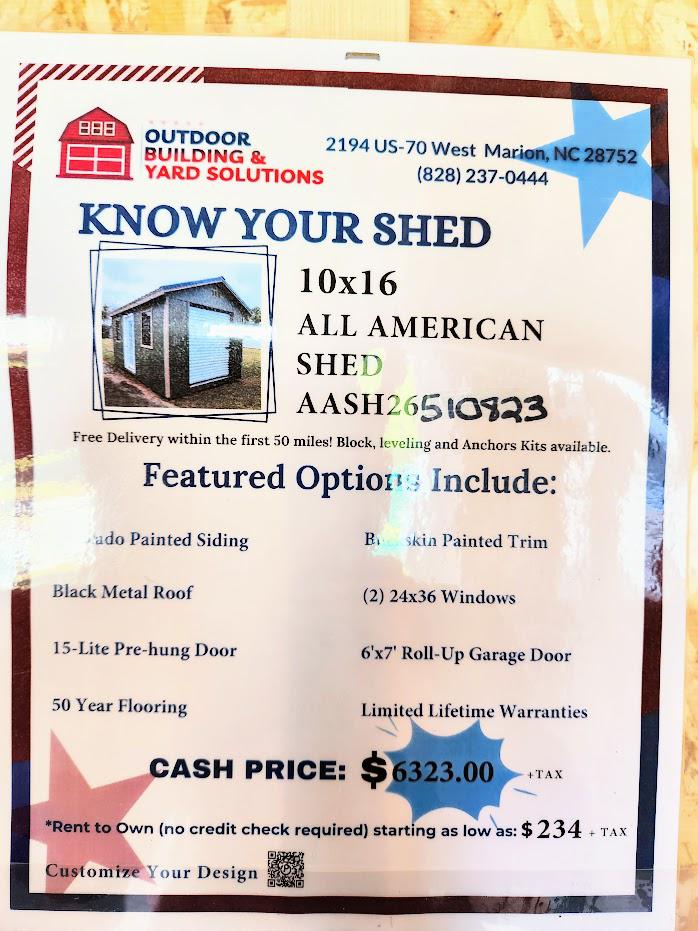 OUTDOOR
BUILDING &
YARD SOLUTIONS
2194 US-70 West Marion, NC 28752
(828) 237-0444
KNOW YOUR SHED
10x16
ALL AMERICAN
SHED
AASH26510823
Free Delivery within the first 50 miles! Block, leveling and Anchors Kits available.
Featured Options Include:
Painted Siding
Painted Trim
Black Metal Roof
(2) 24x36 Windows
15-Lite Pre-hung Door
6'x7' Roll-Up Garage Door
50 Year Flooring
Limited Lifetime Warranties
CASH PRICE: $6323.00 +TAX
*Rent to Own (no credit check required) starting as low as: $234 + TAX
Customize Your Design